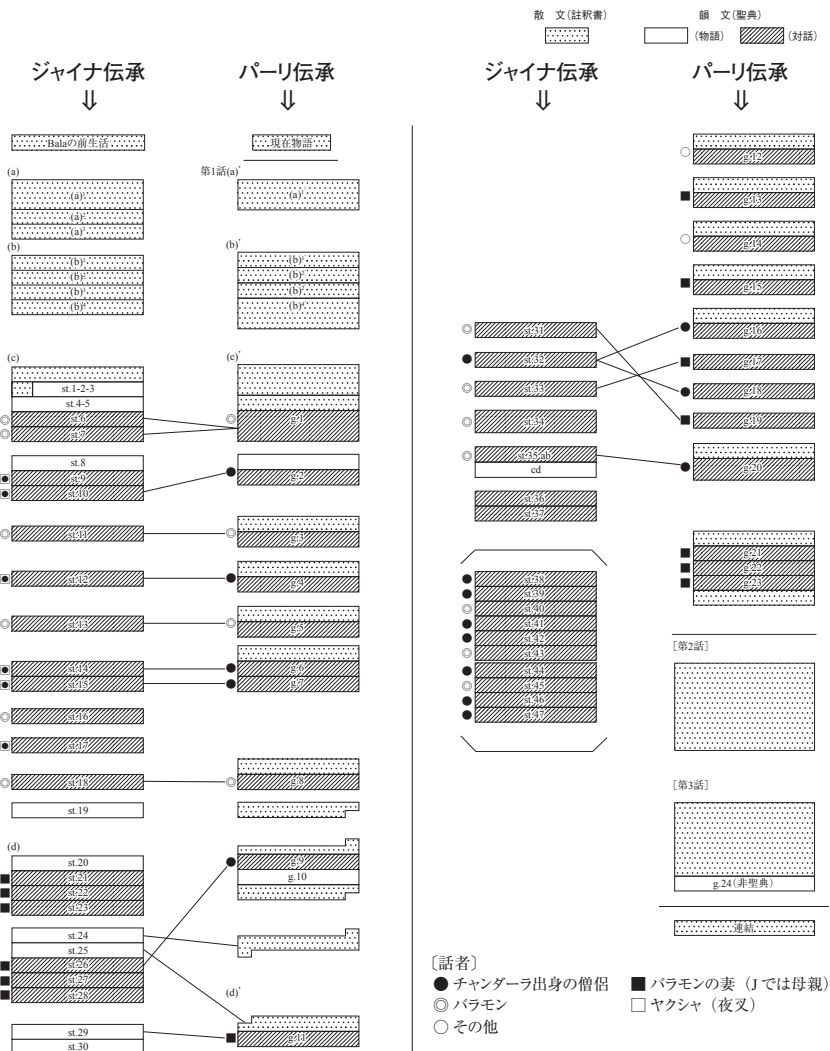 散　文（註釈書）
韻　文（聖典）
（物語）
（対話）
ジャイナ伝承
⇓
Balaの前生活
(a)
(b)
(c)
st.1-2-3
st.4-5
st.6
st.7
st.8
st.9
st.10
st.11
st.12
st.13
st.14
st.15
st.16
st.17
st.18
st.19
(d)
st.20
st.21
st.22
st.23
st.24
st.25
st.26
st.27
st.28
st.29
st.30
パーリ伝承
⇓
現在物語
第1話(a)'
(b)'
(c)'
g.1
g.2
g.3
g.4
g.5
g.6
g.7
g.8
g.9
g.10
(d)'
g.11
ジャイナ伝承
⇓
st.31
st.32
st.33
st.34
st.35 ab
cd
st.36
st.37
st.38
st.39
st.40
st.41
st.42
st.43
st.44
st.45
st.46
st.47
パーリ伝承
⇓
g.12
g.13
g.14
g.15
g.16
g.17
g.18
g.19
g.20
g.21
g.22
g.23
［第2話］
［第3話］
g.24（非聖典）
連結
〔話者〕
● チャンダーラ出身の僧侶　■ バラモンの妻（Jでは母親）
◎ バラモン　□ ヤクシャ（夜叉）
○ その他